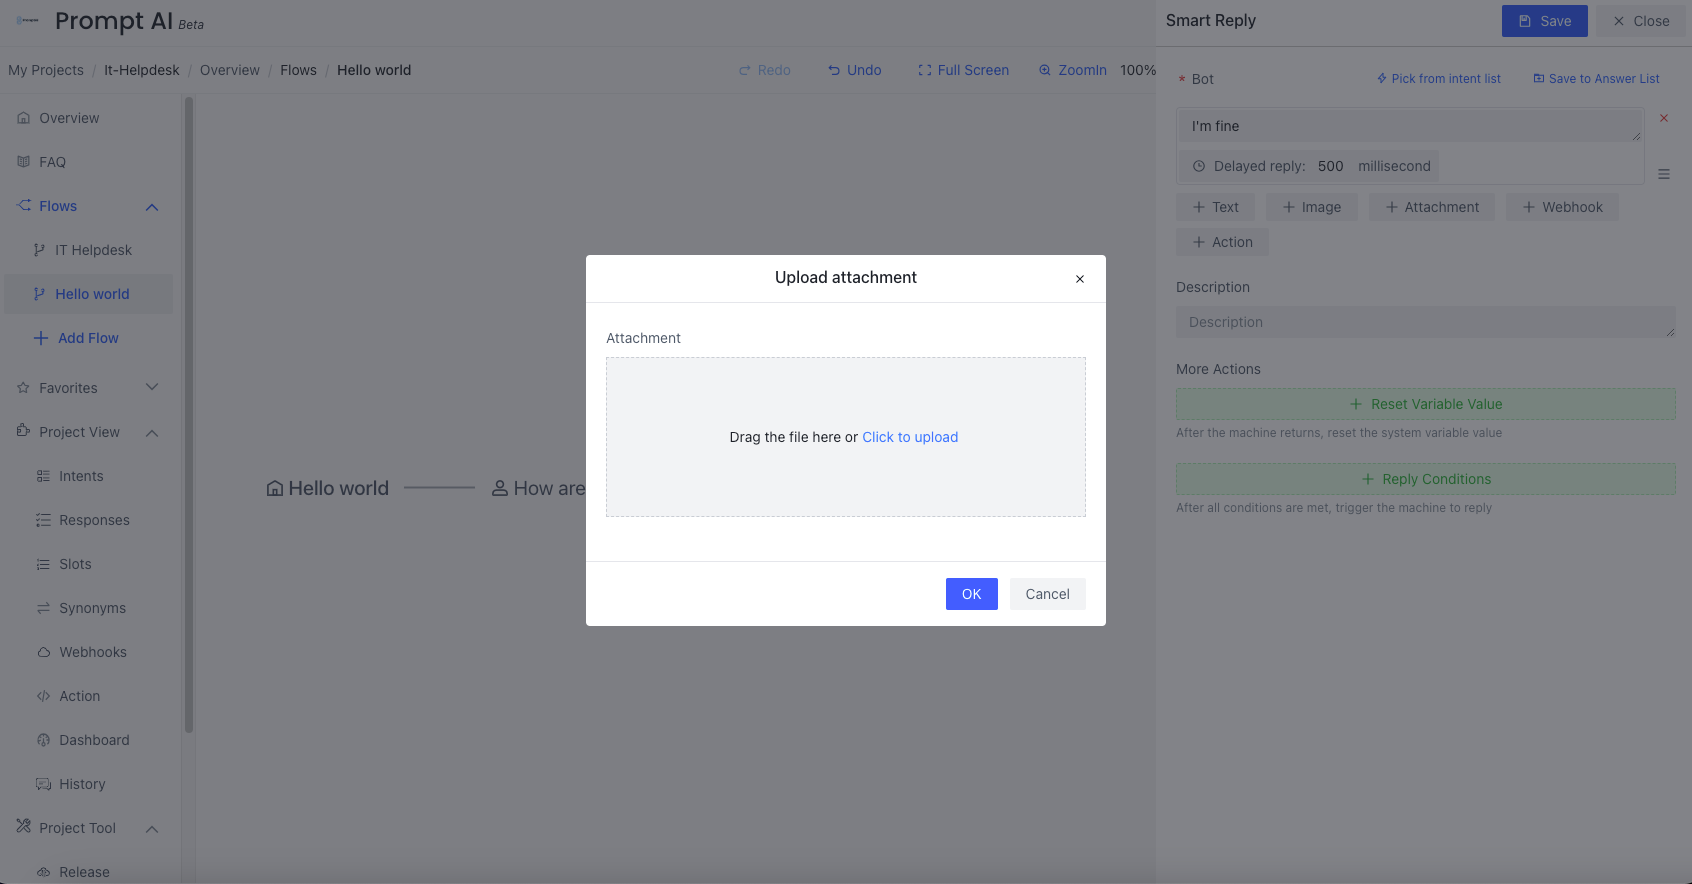 Prompt AI Beta
Smart Reply
Save
Close
My Projects / It-Helpdesk / Overview / Flows / Hello world
Redo
Undo
Full Screen
ZoomIn
100%
Overview
FAQ
Flows
IT Helpdesk
Hello world
Add Flow
Favorites
Project View
Intents
Responses
Slots
Synonyms
Webhooks
Action
Dashboard
History
Project Tool
Release
Hello world
How are
Upload attachment
Attachment
Drag the file here or Click to upload
OK
Cancel
* Bot
Pick from intent list
Save to Answer List
I'm fine
Delayed reply: 500 millisecond
+ Text
+ Image
+ Attachment
+ Webhook
+ Action
Description
Description
More Actions
+ Reset Variable Value
After the machine returns, reset the system variable value
+ Reply Conditions
After all conditions are met, trigger the machine to reply